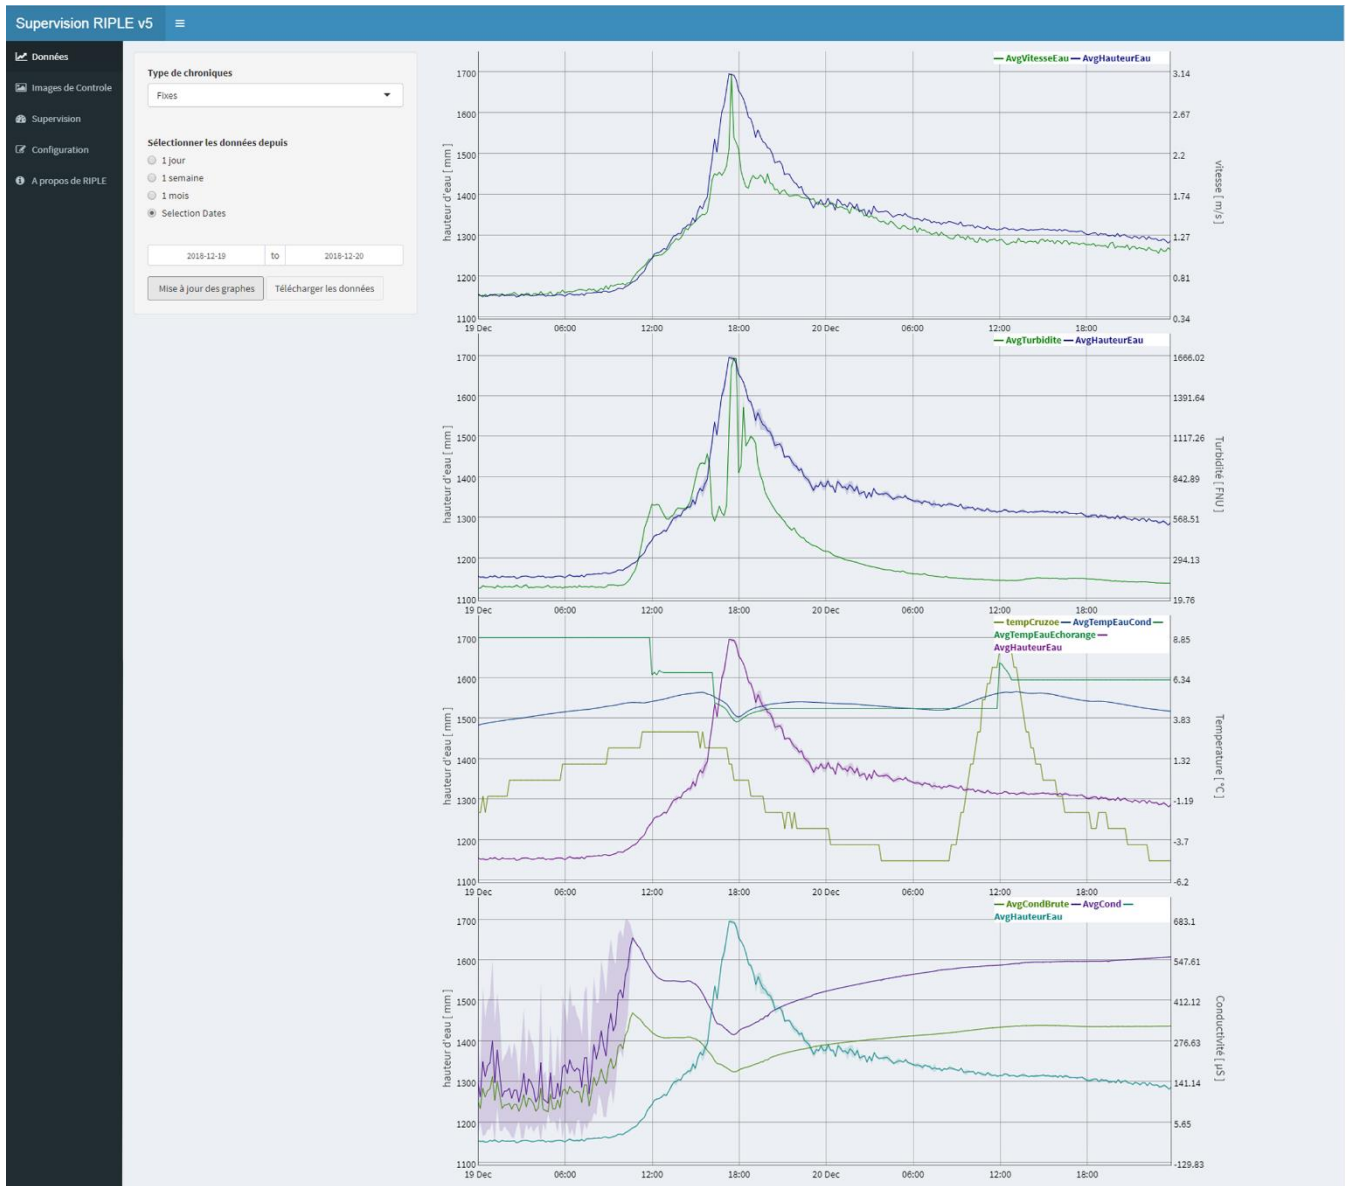 Supervision RIPLE v5
Données
Images de Controle
Supervision
Configuration
A propos de RIPLE
Type de chroniques
Fixes
Sélectionner les données depuis
1 jour
1 semaine
1 mois
Selection Dates
2018-12-19 to 2018-12-20
Mise à jour des graphes Télécharger les données
AvgVitesseEau AvgHauteurEau
hauteur d'eau [ mm ]
1700
1600
1500
1400
1300
1200
1100
3.14
2.67
2.2
1.74
1.27
0.81
0.34
vitesse [ m/s ]
19 Dec 06:00 12:00 18:00 20 Dec 06:00 12:00 18:00
AvgTurbidite AvgHauteurEau
hauteur d'eau [ mm ]
1700
1600
1500
1400
1300
1200
1100
1666.02
1391.64
1117.26
842.89
568.51
294.13
19.76
Turbidité [ FNU ]
19 Dec 06:00 12:00 18:00 20 Dec 06:00 12:00 18:00
tempCruzoe AvgTempEauCond
AvgTempEauEchorange
AvgHauteurEau
hauteur d'eau [ mm ]
1700
1600
1500
1400
1300
1200
1100
8.85
6.34
3.83
1.32
-1.19
-3.7
-6.2
Temperature [ °C ]
19 Dec 06:00 12:00 18:00 20 Dec 06:00 12:00 18:00
AvgCondBrute AvgCond
AvgHauteurEau
hauteur d'eau [ mm ]
1700
1600
1500
1400
1300
1200
1100
683.1
547.61
412.12
276.63
141.14
5.65
-129.83
Conductivité [ µS ]
19 Dec 06:00 12:00 18:00 20 Dec 06:00 12:00 18:00